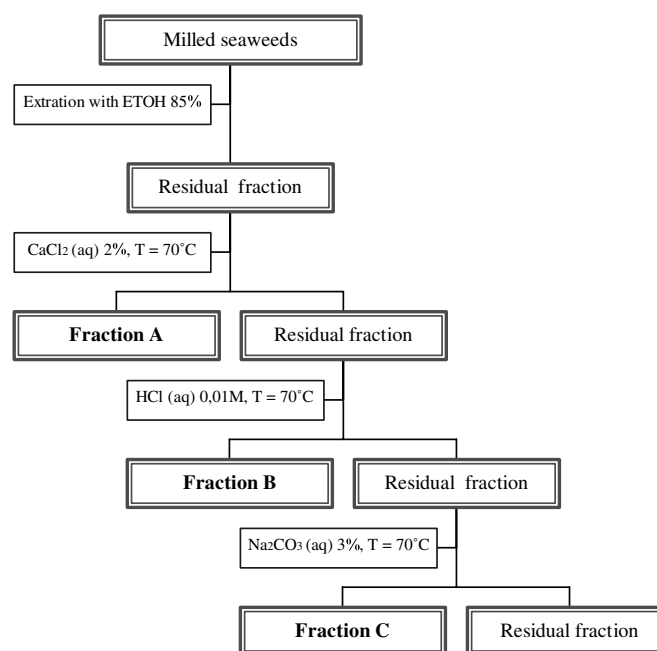 Milled seaweeds
Extration with ETOH 85%
Residual fraction
CaCl2 (aq) 2%, T = 70˚C
Fraction A
Residual fraction
HCl (aq) 0,01M, T = 70˚C
Fraction B
Residual fraction
Na2CO3 (aq) 3%, T = 70˚C
Fraction C
Residual fraction